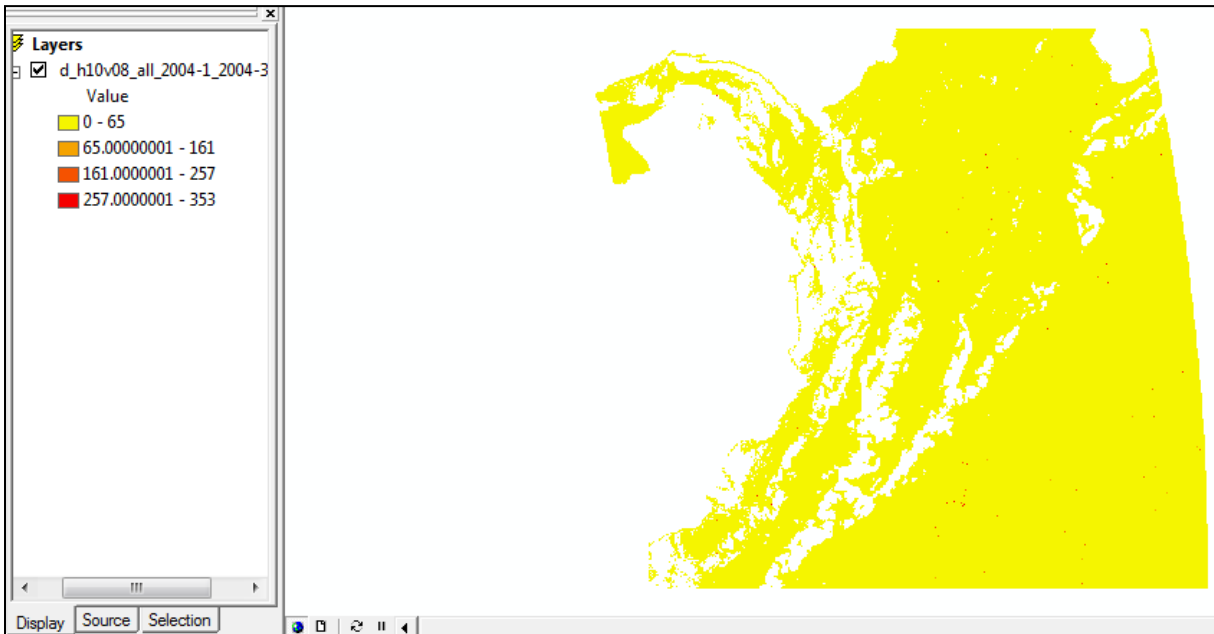 Layers
d_h10v08_all_2004-1_2004-3
Value
0 - 65
65.00000001 - 161
161.0000001 - 257
257.0000001 - 353
Display Source Selection